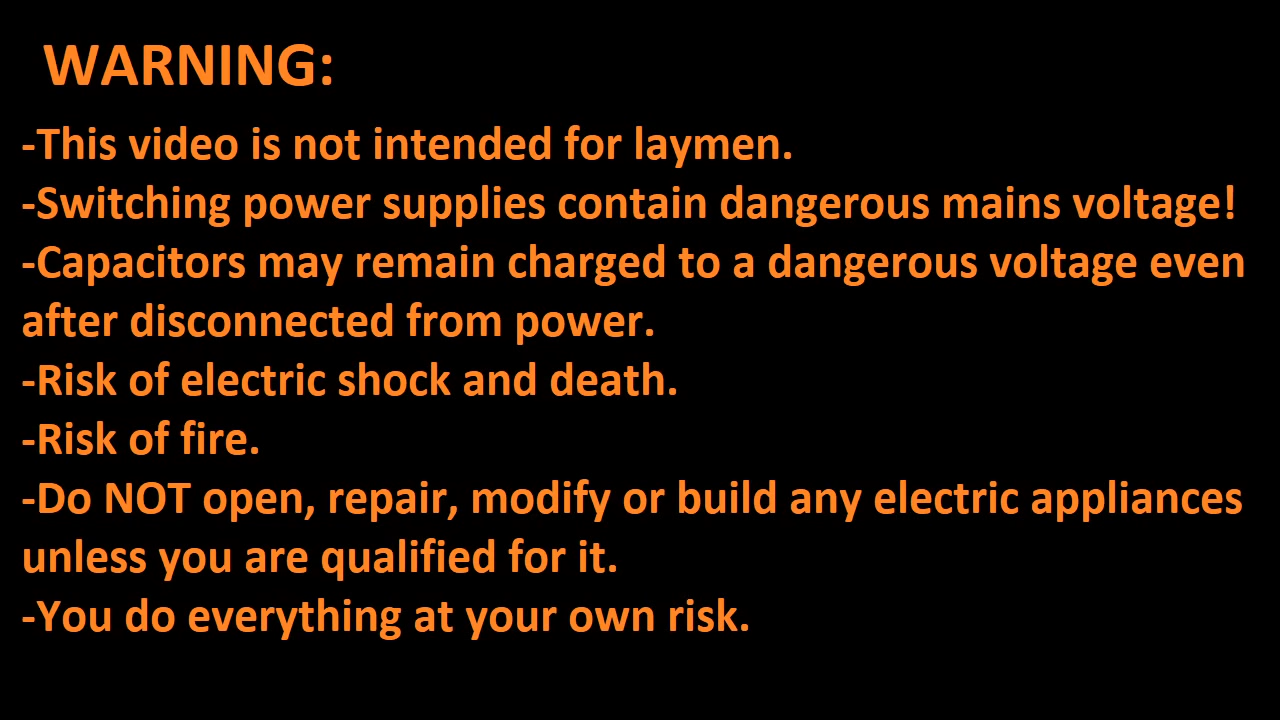 WARNING:
-This video is not intended for laymen.
-Switching power supplies contain dangerous mains voltage!
-Capacitors may remain charged to a dangerous voltage even
after disconnected from power.
-Risk of electric shock and death.
-Risk of fire.
-Do NOT open, repair, modify or build any electric appliances
unless you are qualified for it.
-You do everything at your own risk.